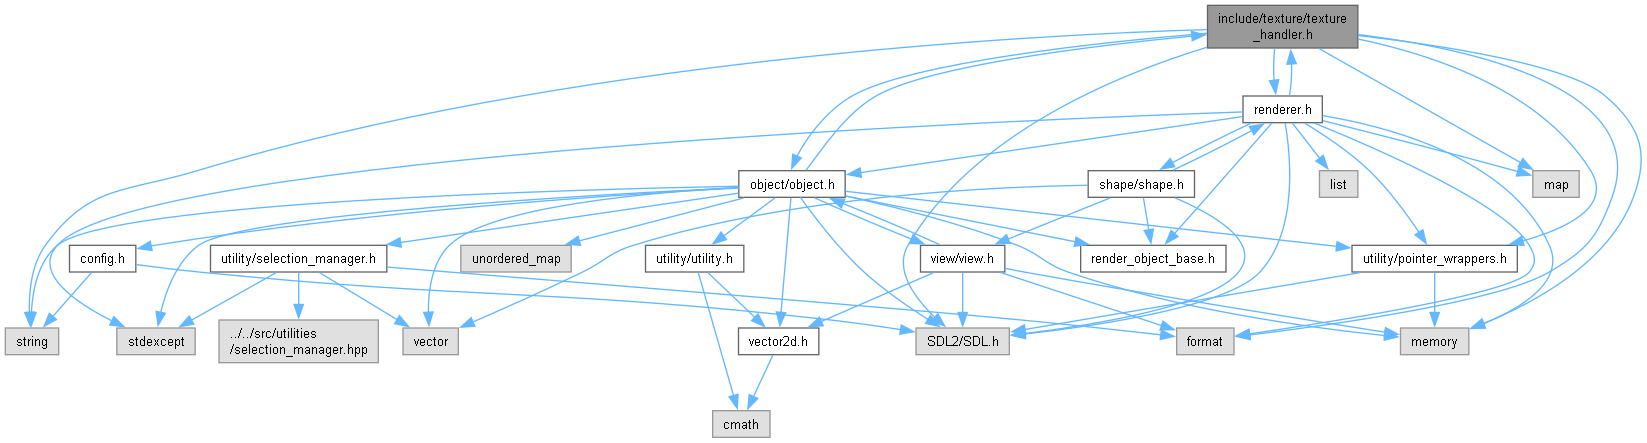 include/texture/texture
_handler.h
renderer.h
object/object.h
shape/shape.h
list
map
config.h
utility/selection_manager.h
unordered_map
utility/utility.h
view/view.h
render_object_base.h
utility/pointer_wrappers.h
string
stdexcept
../../src/utilities
/selection_manager.hpp
vector
vector2d.h
SDL2/SDL.h
format
memory
cmath